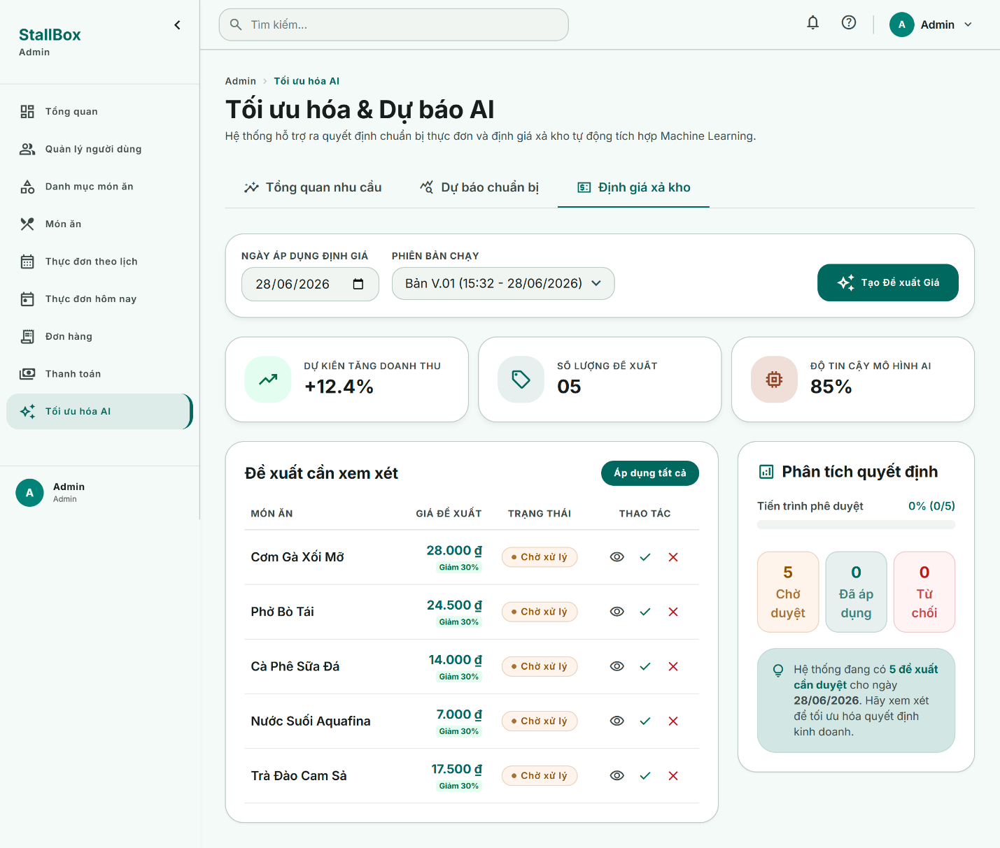 StallBox
Admin
Tổng quan
Quản lý người dùng
Danh mục món ăn
Món ăn
Thực đơn theo lịch
Thực đơn hôm nay
Đơn hàng
Thanh toán
Tối ưu hóa AI
A
Admin
Admin
Tìm kiếm...
A Admin
Admin › Tối ưu hóa AI
Tối ưu hóa & Dự báo AI
Hệ thống hỗ trợ ra quyết định chuẩn bị thực đơn và định giá xả kho tự động tích hợp Machine Learning.
Tổng quan nhu cầu Dự báo chuẩn bị Định giá xả kho
NGÀY ÁP DỤNG ĐỊNH GIÁ PHIÊN BẢN CHẠY
28/06/2026 Bản V.01 (15:32 - 28/06/2026) Tạo Đề xuất Giá
DỰ KIẾN TĂNG DOANH THU
+12.4%
SỐ LƯỢNG ĐỀ XUẤT
05
ĐỘ TIN CẬY MÔ HÌNH AI
85%
Đề xuất cần xem xét Áp dụng tất cả
MÓN ĂN GIÁ ĐỀ XUẤT TRẠNG THÁI THAO TÁC
Cơm Gà Xối Mỡ 28.000 ₫ Chờ xử lý
Giảm 30%
Phở Bò Tái 24.500 ₫ Chờ xử lý
Giảm 30%
Cà Phê Sữa Đá 14.000 ₫ Chờ xử lý
Giảm 30%
Nước Suối Aquafina 7.000 ₫ Chờ xử lý
Giảm 30%
Trà Đào Cam Sả 17.500 ₫ Chờ xử lý
Giảm 30%
Phân tích quyết định
Tiến trình phê duyệt 0% (0/5)
5
Chờ
duyệt
0
Đã áp
dụng
0
Từ
chối
Hệ thống đang có 5 đề xuất
cần duyệt cho ngày
28/06/2026. Hãy xem xét
để tối ưu hóa quyết định
kinh doanh.